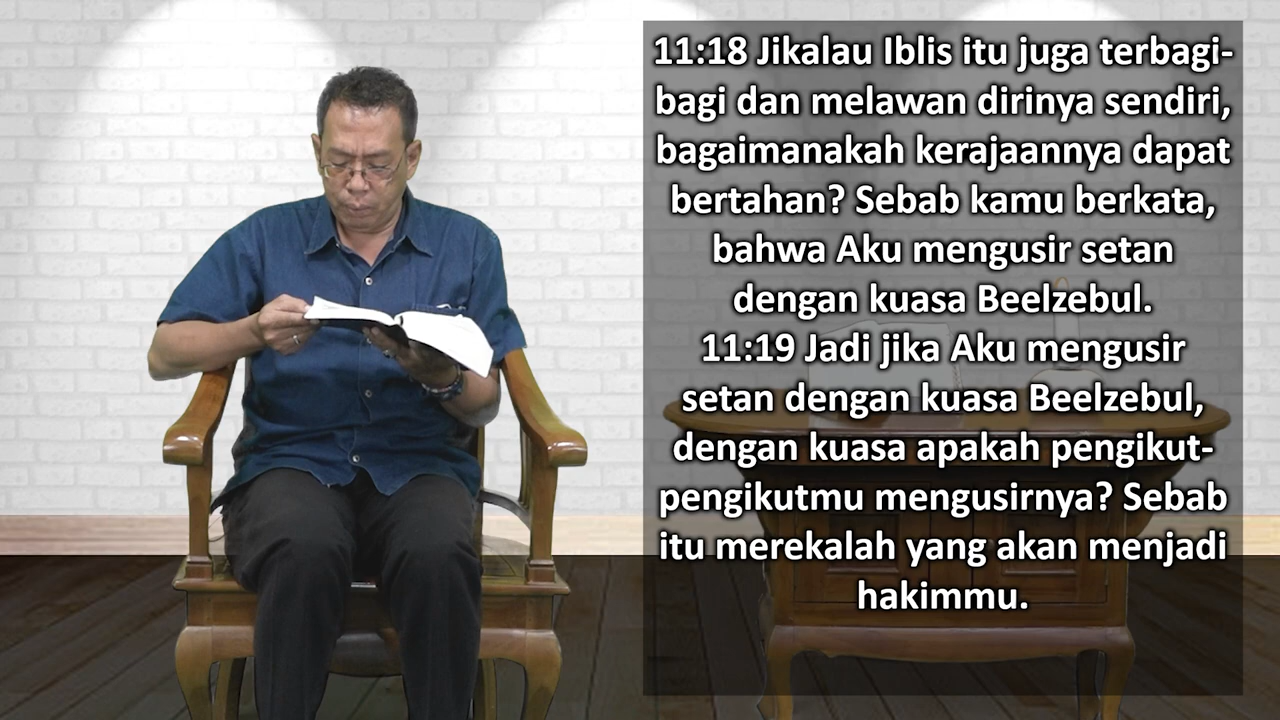 11:18 Jikalau Iblis itu juga terbagi-
bagi dan melawan dirinya sendiri,
bagaimanakah kerajaannya dapat
bertahan? Sebab kamu berkata,
bahwa Aku mengusir setan
dengan kuasa Beelzebul.
11:19 Jadi jika Aku mengusir
setan dengan kuasa Beelzebul,
dengan kuasa apakah pengikut-
pengikutmu mengusirnya? Sebab
itu merekalah yang akan menjadi
hakimmu.